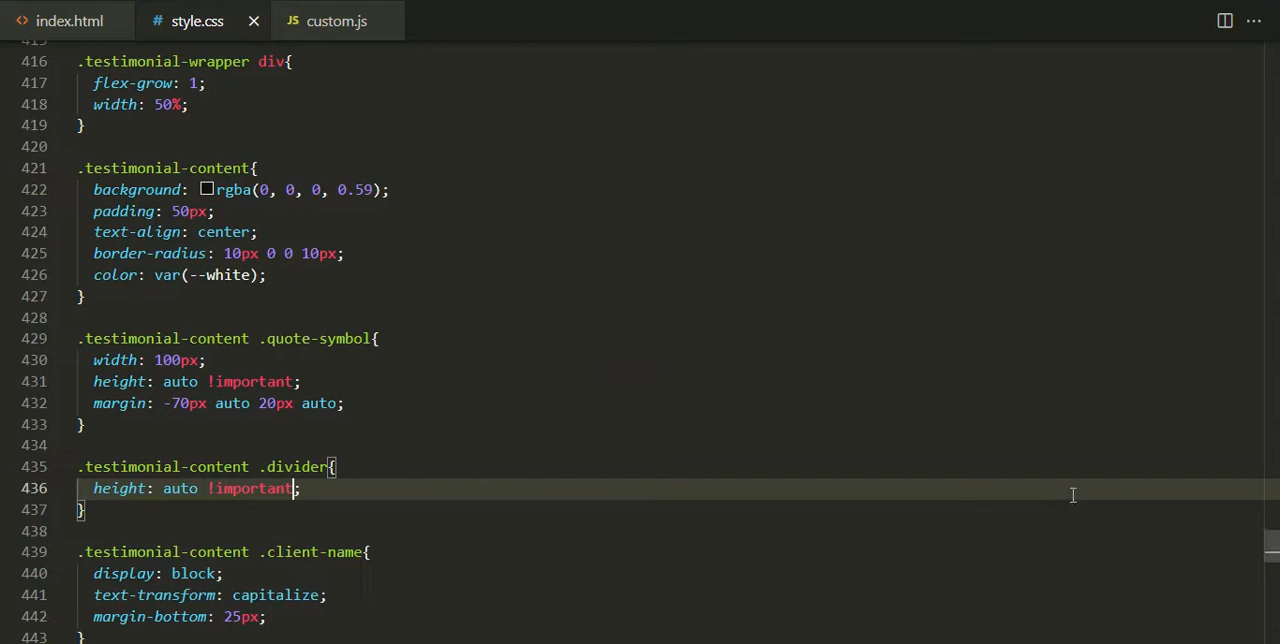 <> index.html # style.css × JS custom.js ...
415
416 .testimonial-wrapper div{
417 flex-grow: 1;
418 width: 50%;
419 }
420
421 .testimonial-content{
422 background: rgba(0, 0, 0, 0.59);
423 padding: 50px;
424 text-align: center;
425 border-radius: 10px 0 0 10px;
426 color: var(--white);
427 }
428
429 .testimonial-content .quote-symbol{
430 width: 100px;
431 height: auto !important;
432 margin: -70px auto 20px auto;
433 }
434
435 .testimonial-content .divider{
436 height: auto !important;
437 }
438
439 .testimonial-content .client-name{
440 display: block;
441 text-transform: capitalize;
442 margin-bottom: 25px;
443 }